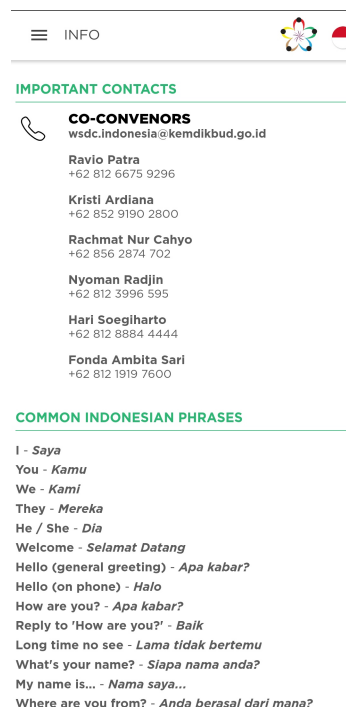 INFO
IMPORTANT CONTACTS
CO-CONVENORS
wsdc.indonesia@kemdikbud.go.id
Ravio Patra
+62 812 6675 9296
Kristi Ardiana
+62 852 9190 2800
Rachmat Nur Cahyo
+62 856 2874 702
Nyoman Radjin
+62 812 3996 595
Hari Soegiharto
+62 812 8884 4444
Fonda Ambita Sari
+62 812 1919 7600
COMMON INDONESIAN PHRASES
I - Saya
You - Kamu
We - Kami
They - Mereka
He / She - Dia
Welcome - Selamat Datang
Hello (general greeting) - Apa kabar?
Hello (on phone) - Halo
How are you? - Apa kabar?
Reply to 'How are you?' - Baik
Long time no see - Lama tidak bertemu
What's your name? - Siapa nama anda?
My name is... - Nama saya...
Where are you from? - Anda berasal dari mana?